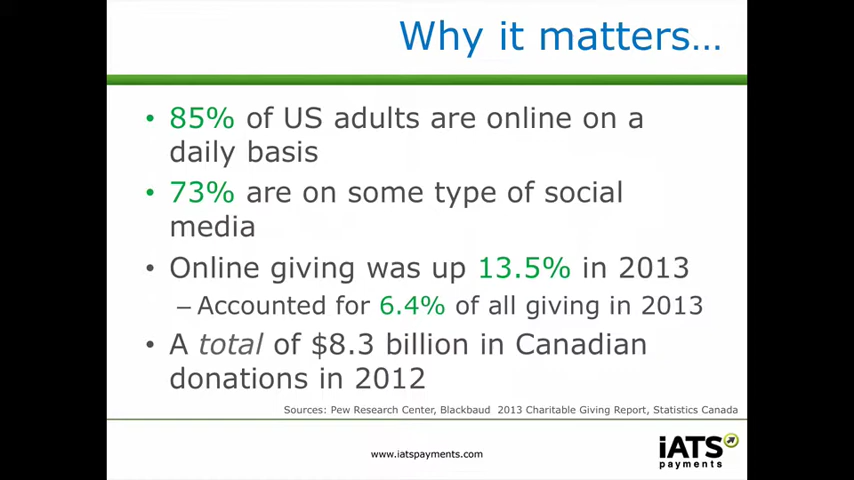 Why it matters...
• 85% of US adults are online on a
daily basis
• 73% are on some type of social
media
• Online giving was up 13.5% in 2013
– Accounted for 6.4% of all giving in 2013
• A total of $8.3 billion in Canadian
donations in 2012
Sources: Pew Research Center, Blackbaud 2013 Charitable Giving Report, Statistics Canada
www.iatspayments.com
iATS
payments